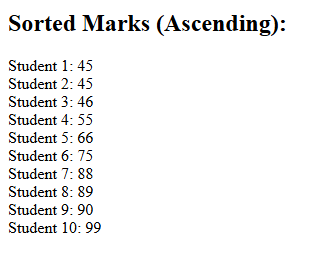 Sorted Marks (Ascending):
Student 1: 45
Student 2: 45
Student 3: 46
Student 4: 55
Student 5: 66
Student 6: 75
Student 7: 88
Student 8: 89
Student 9: 90
Student 10: 99